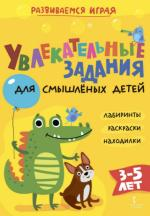 РАЗВИВАЕМСЯ ИГРАЯ
УВЛЕКАТЕЛЬНЫЕ
ЗАДАНИЯ
ДЛЯ СМЫШЛЁНЫХ ДЕТЕЙ
ЛАБИРИНТЫ
РАСКРАСКИ
НАХОДИЛКИ
3-5
ЛЕТ